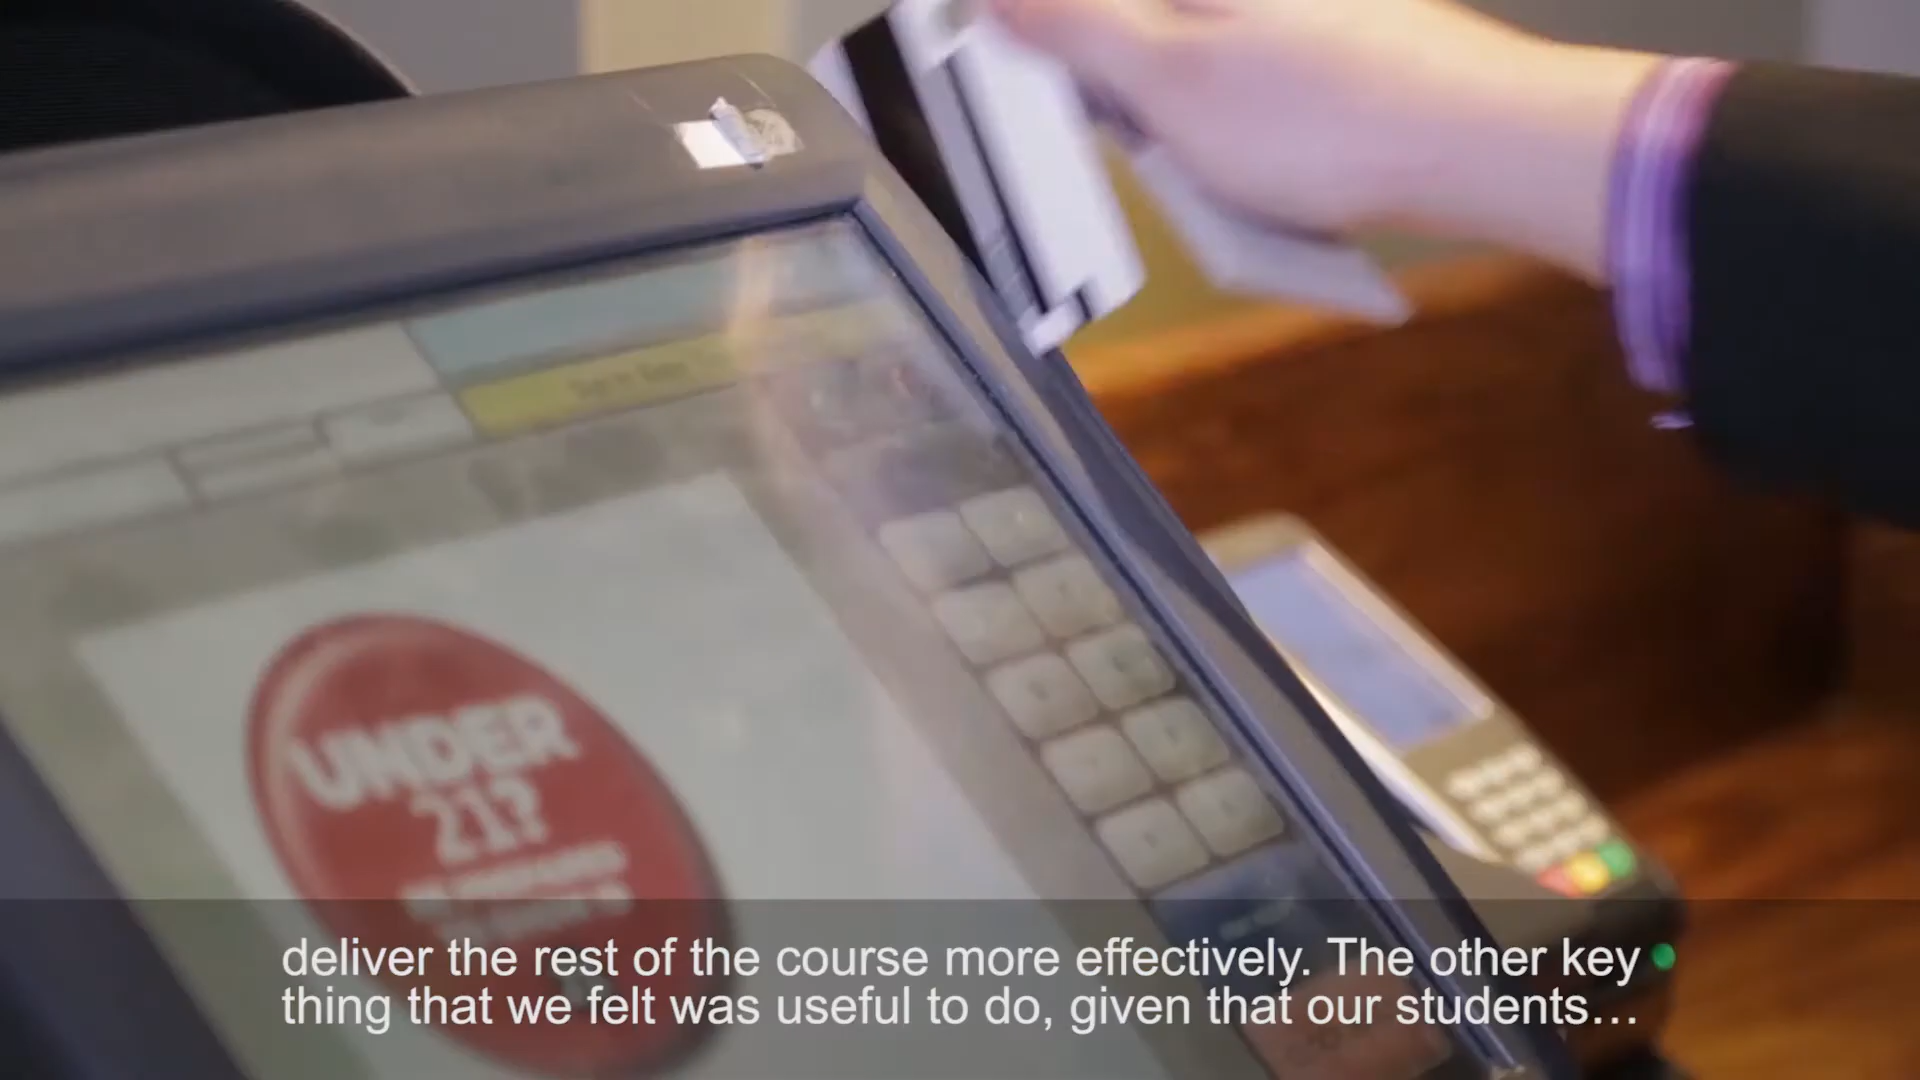 UNDER
21?
deliver the rest of the course more effectively. The other key
thing that we felt was useful to do, given that our students…